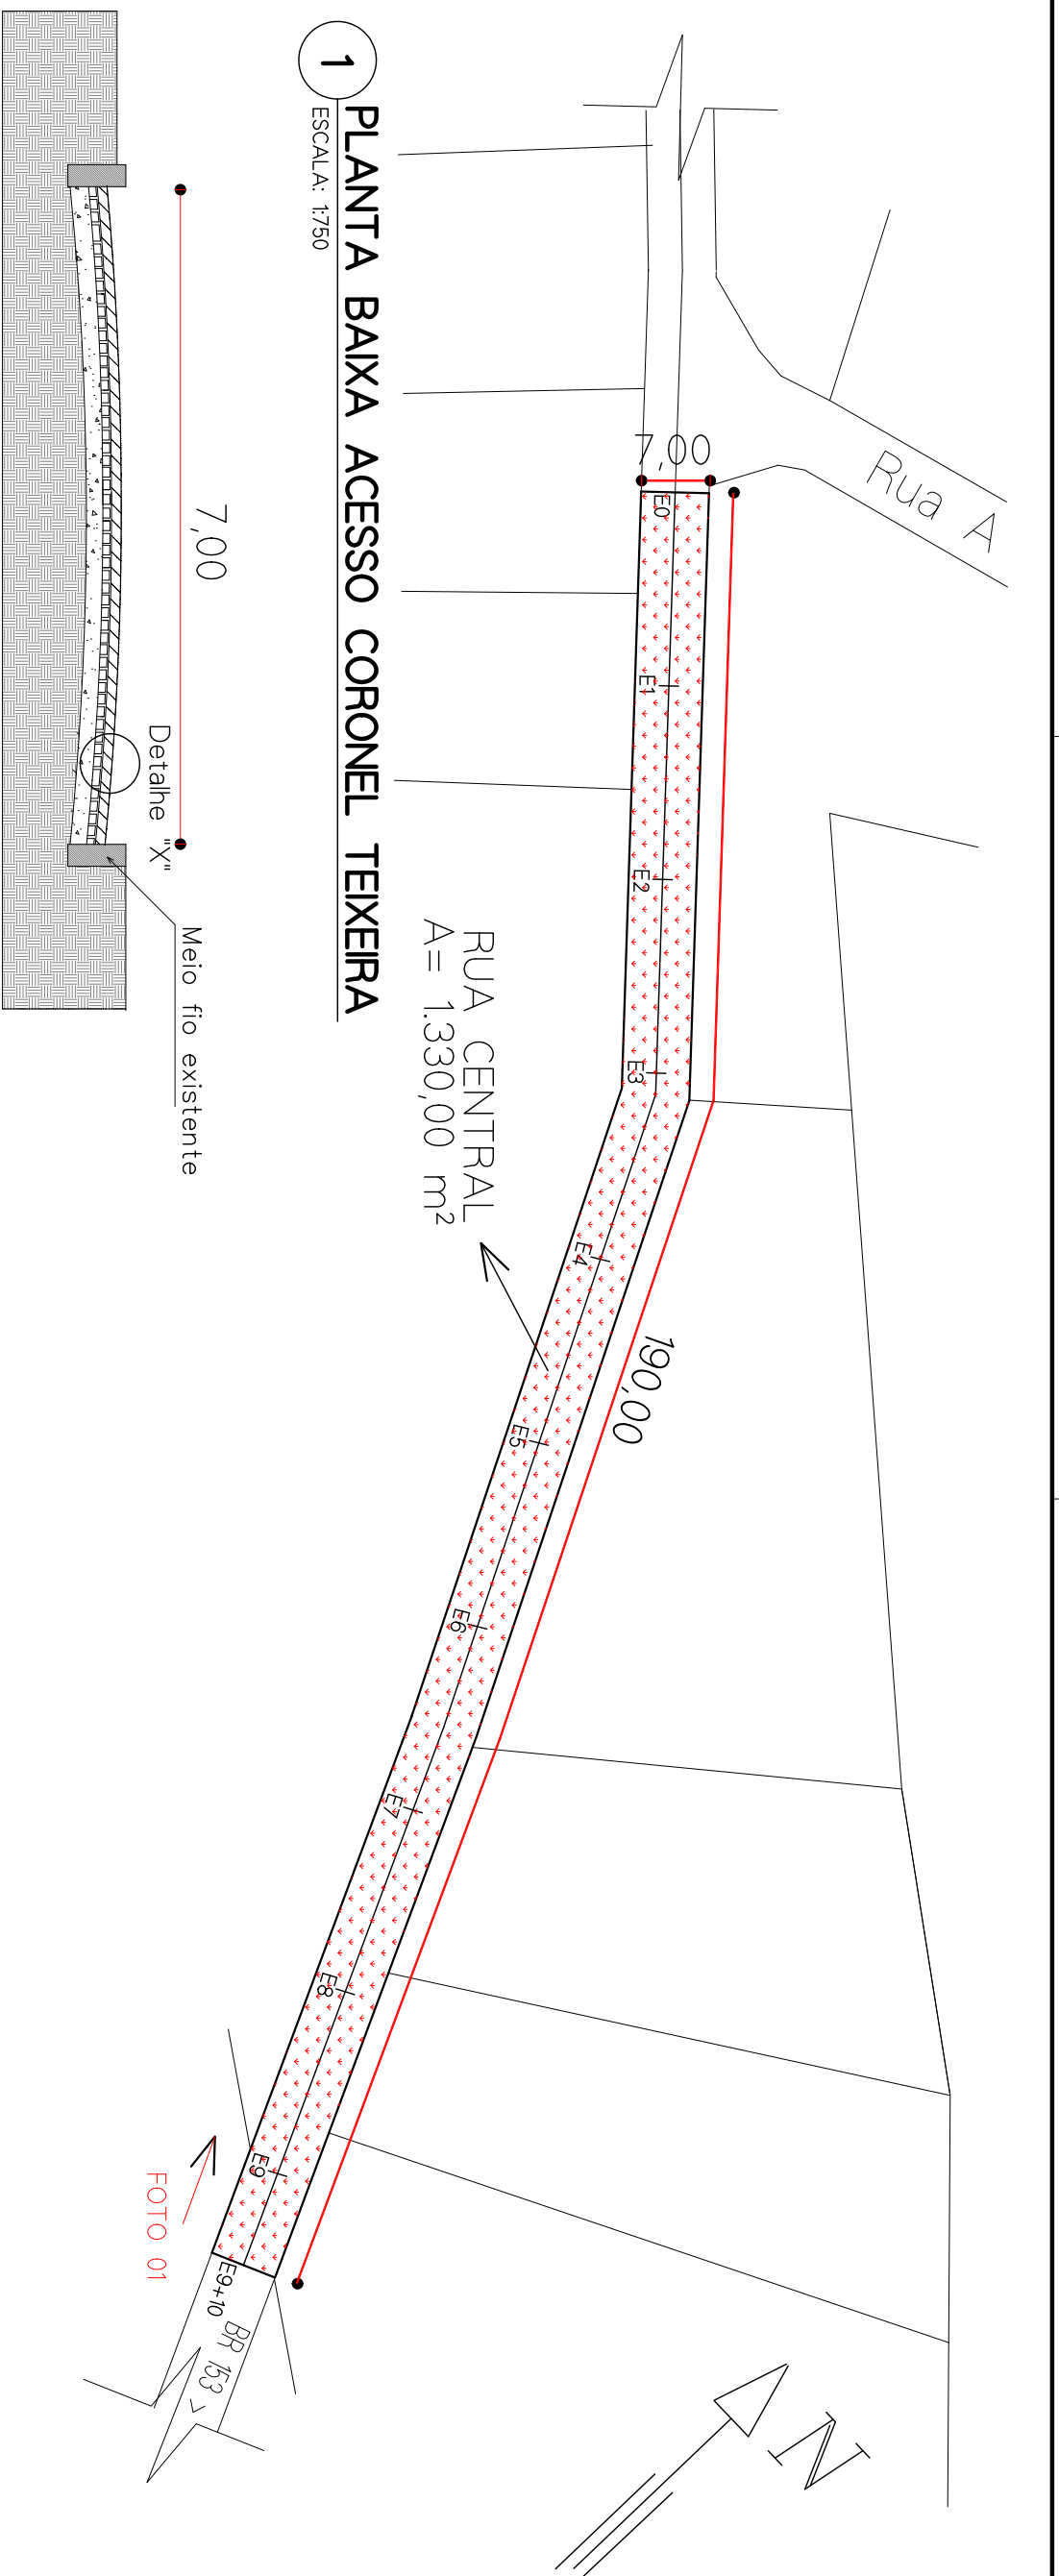 Rua A
7,00
E0
E1
E2
E3
E4
E5
E6
E7
E8
E9
E9+10
BR 153 >
190,00
RUA CENTRAL
A= 1.330,00 m²
FOTO 01
N
1
PLANTA BAIXA ACESSO CORONEL TEIXEIRA
ESCALA: 1:750
7,00
Detalhe "X"
Meio fio existente